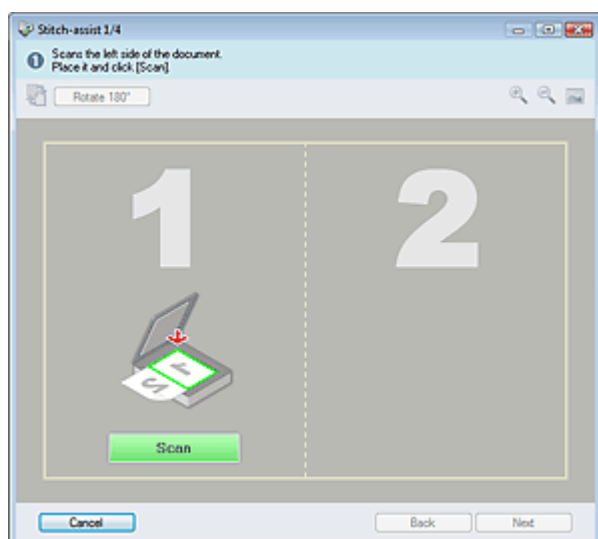 Stitch-assist 1/4
Scans the left side of the document.
Place it and click [Scan]
Rotate 180°
1 2
Scan
Cancel Back Next